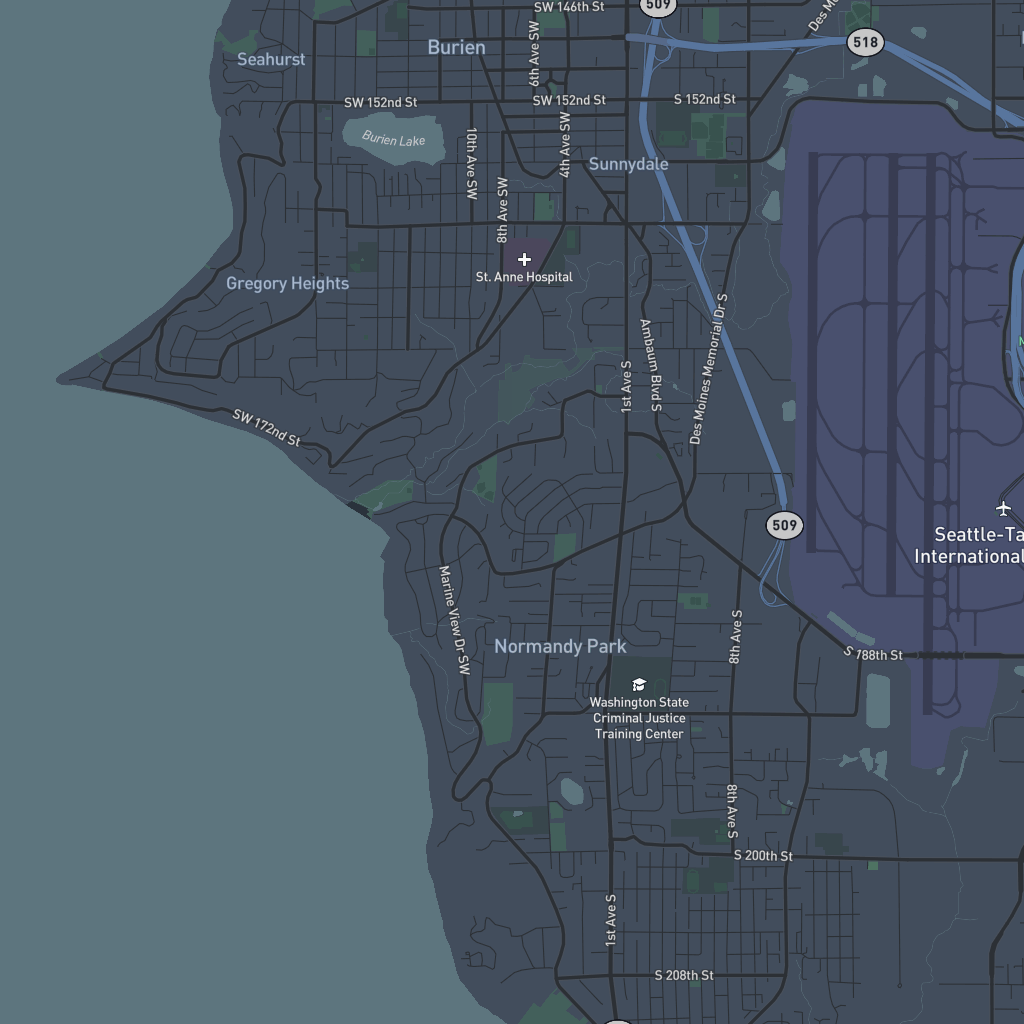 SW 146th St
509
Des Mo
518
Burien
Seahurst
6th Ave SW
SW 152nd St
SW 152nd St
S 152nd St
Burien Lake
10th Ave SW
4th Ave SW
Sunnydale
8th Ave SW
St. Anne Hospital
Gregory Heights
Ambaum Blvd S
Des Moines Memorial Dr S
1st Ave S
SW 172nd St
509
Seattle-Ta
International
Marine View Dr SW
Normandy Park
8th Ave S
S 188th St
Washington State
Criminal Justice
Training Center
8th Ave S
S 200th St
1st Ave S
S 208th St